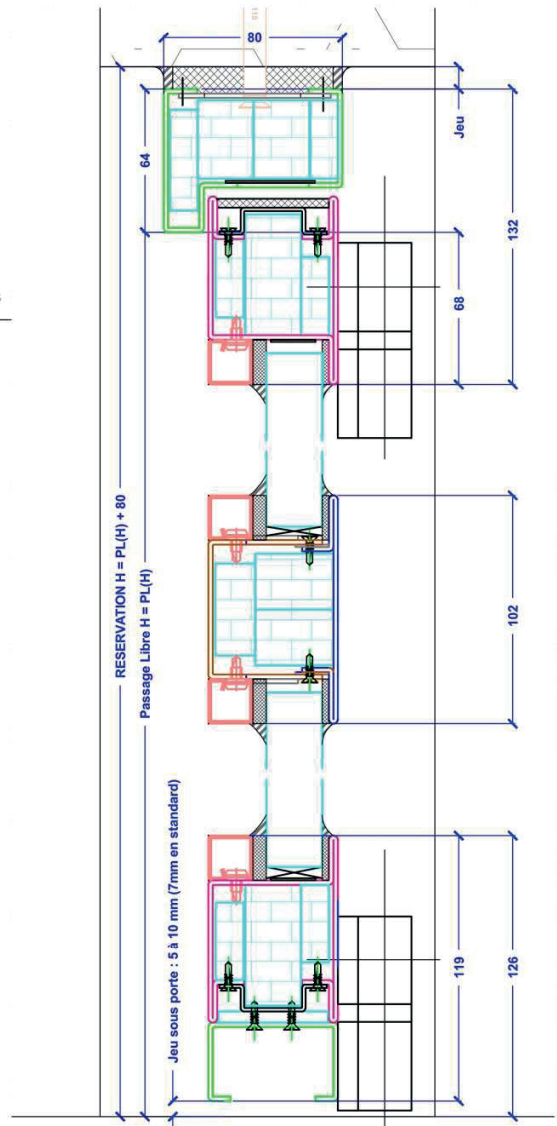 80
Jeu
64
132
68
RESERVATION H = PL(H) + 80
Passage Libre H = PL(H)
102
Jeu sous porte : 5 à 10 mm (7mm en standard)
119
126